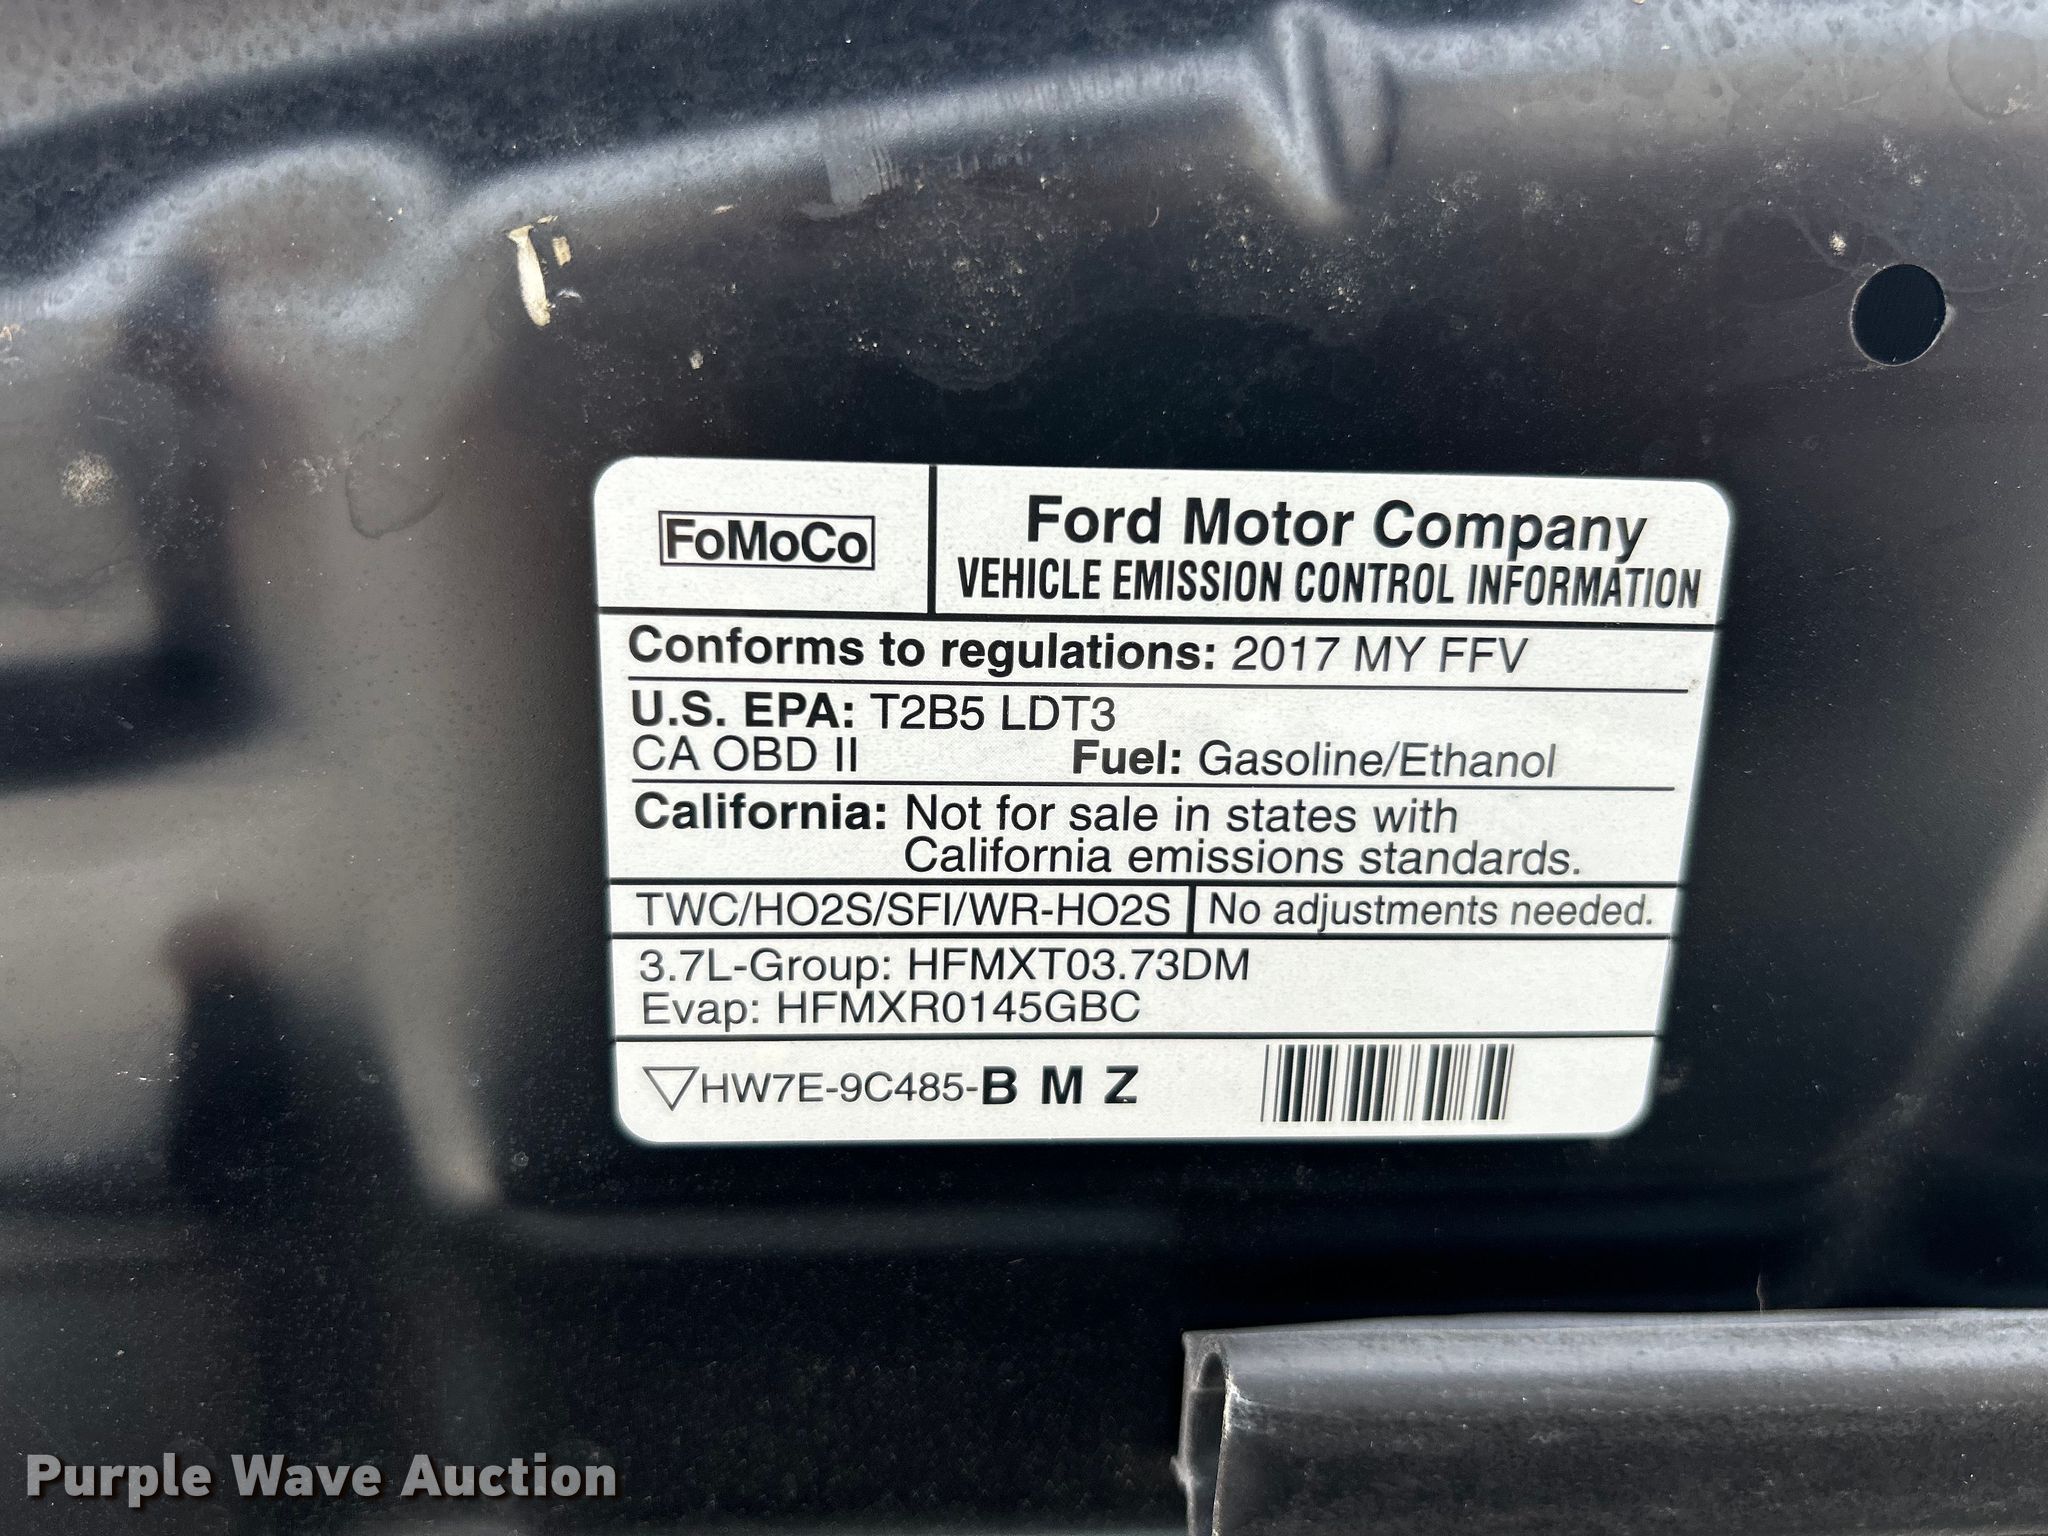 FoMoCo
Ford Motor Company
VEHICLE EMISSION CONTROL INFORMATION
Conforms to regulations: 2017 MY FFV
U.S. EPA: T2B5 LDT3
CA OBD II Fuel: Gasoline/Ethanol
California: Not for sale in states with
California emissions standards.
TWC/HO2S/SFI/WR-HO2S No adjustments needed.
3.7L-Group: HFMXT03.73DM
Evap: HFMXR0145GBC
HW7E-9C485-B M Z
Purple Wave Auction